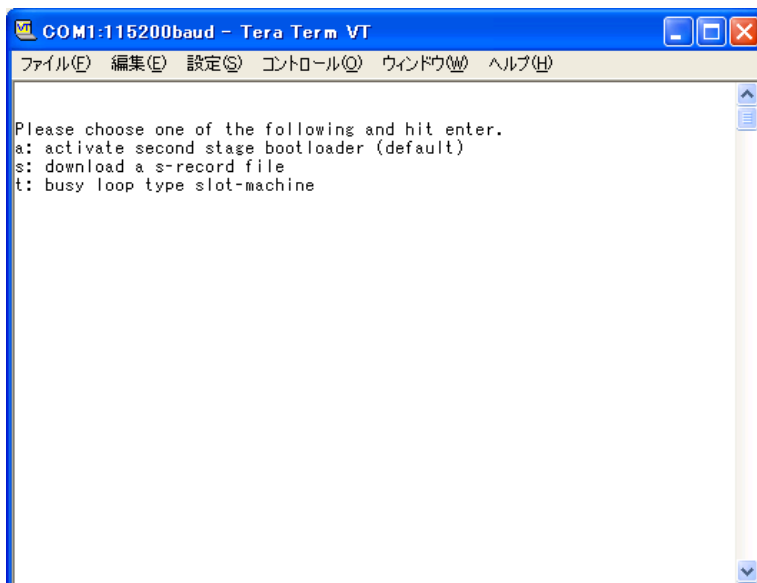 COM1:115200baud - Tera Term VT
ファイル(F) 編集(E) 設定(S) コントロール(O) ウィンドウ(W) ヘルプ(H)
Please choose one of the following and hit enter.
a: activate second stage bootloader (default)
s: download a s-record file
t: busy loop type slot-machine